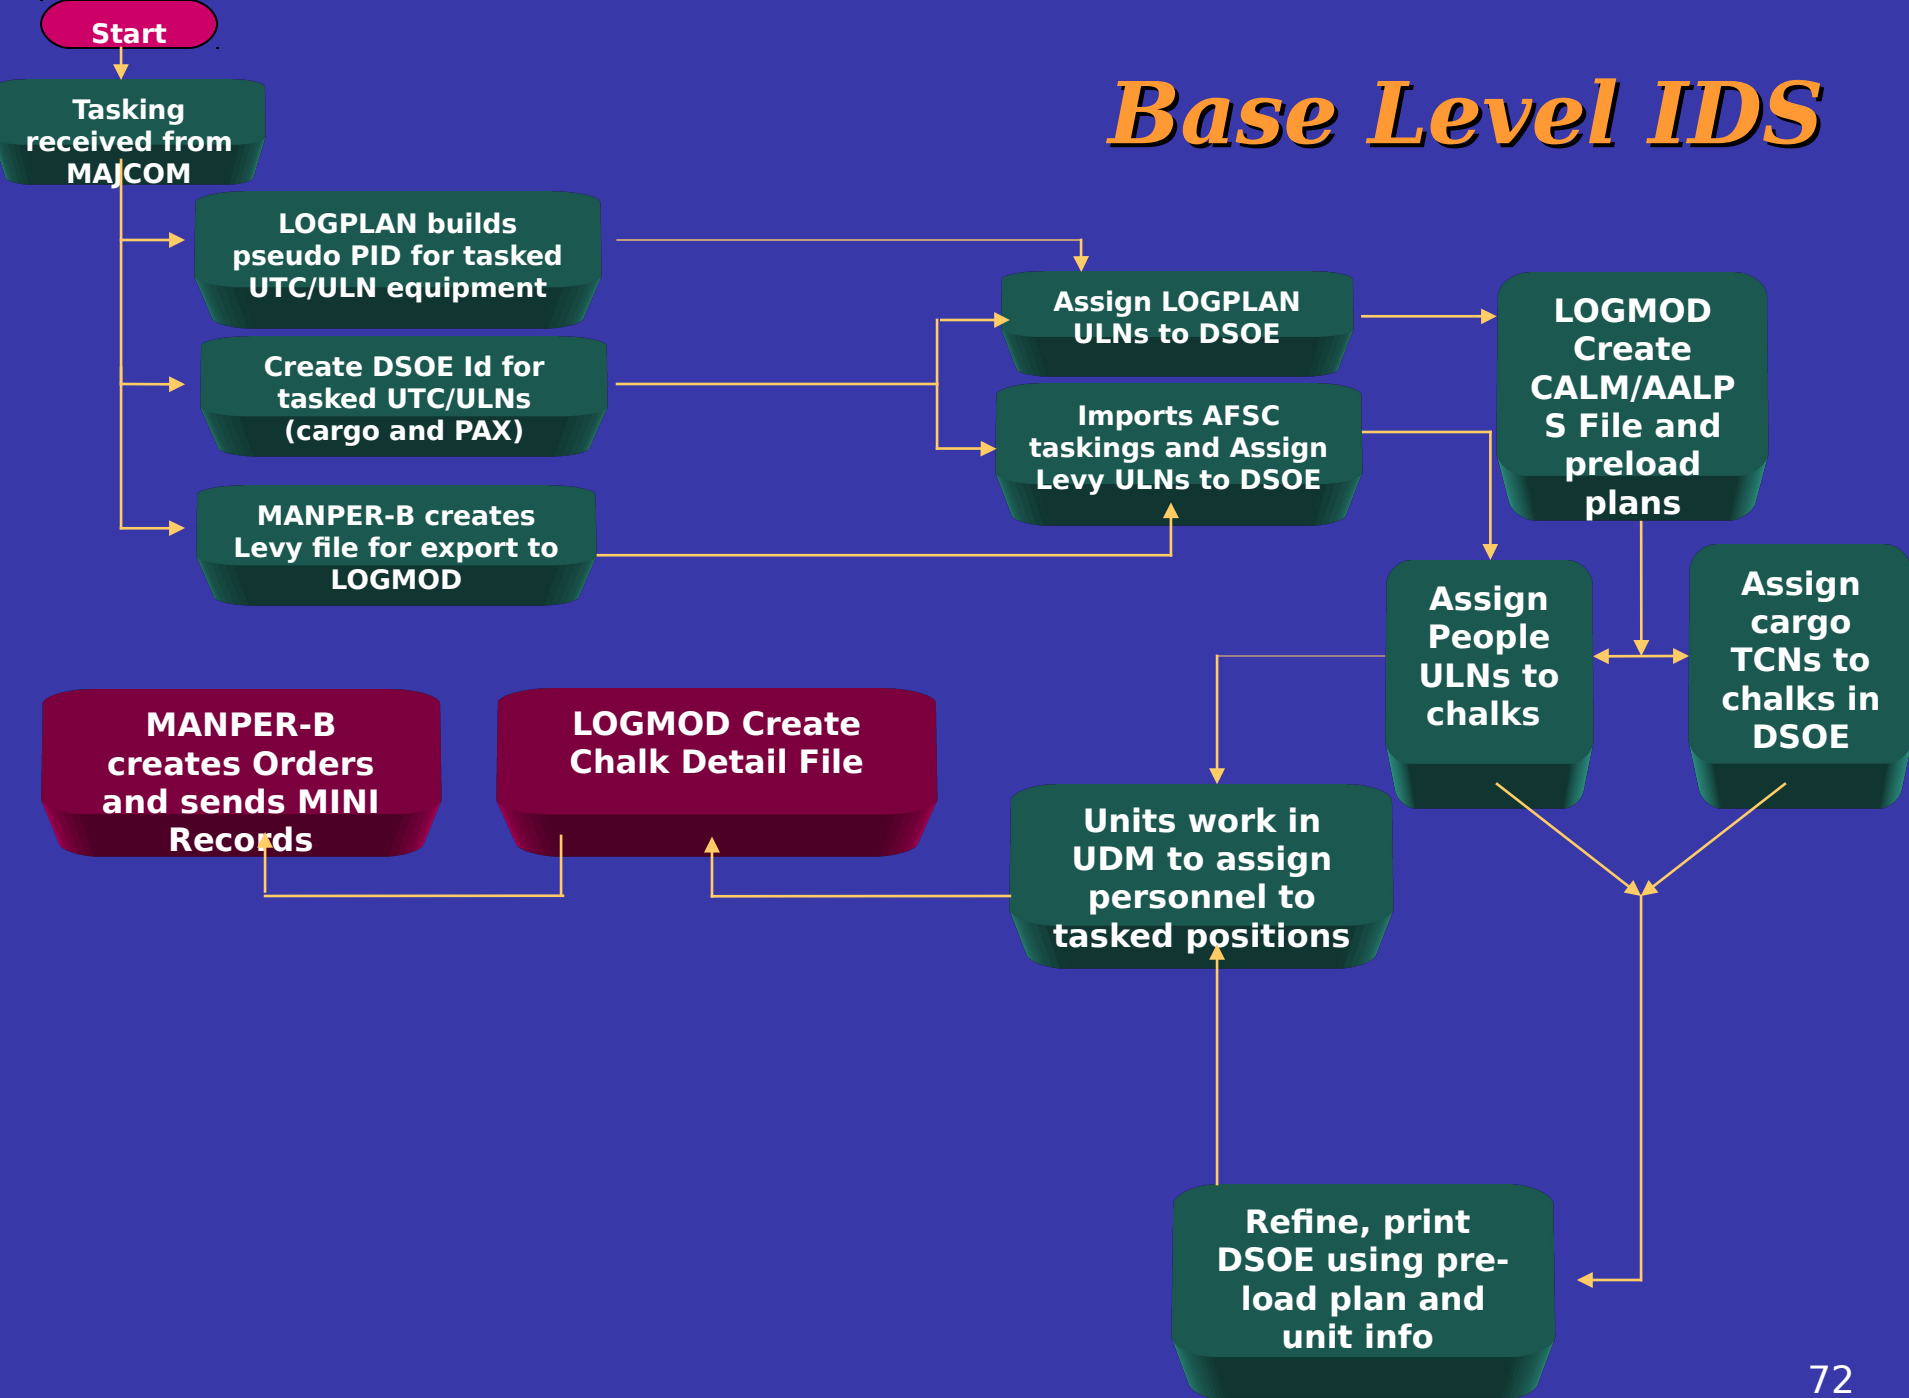 Start
Base Level IDS
Tasking
received from
MAJCOM
LOGPLAN builds
pseudo PID for tasked
UTC/ULN equipment
Create DSOE Id for
tasked UTC/ULNs
(cargo and PAX)
MANPER-B creates
Levy file for export to
LOGMOD
Assign LOGPLAN
ULNs to DSOE
Imports AFSC
taskings and Assign
Levy ULNs to DSOE
LOGMOD
Create
CALM/AALP
S File and
preload
plans
Assign
People
ULNs to
chalks
Assign
cargo
TCNs to
chalks in
DSOE
MANPER-B
creates Orders
and sends MINI
Records
LOGMOD Create
Chalk Detail File
Units work in
UDM to assign
personnel to
tasked positions
Refine, print
DSOE using pre-
load plan and
unit info
72